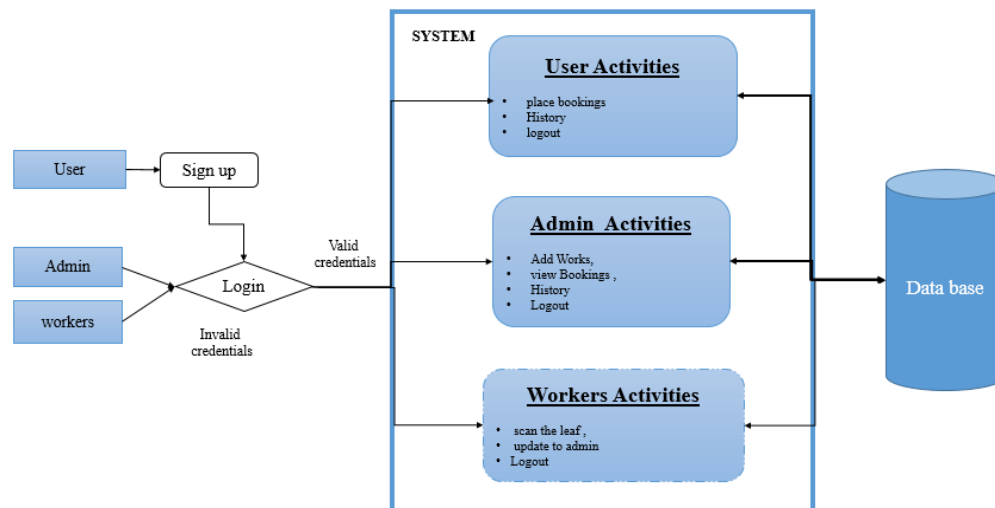 SYSTEM
User Activities
• place bookings
• History
• logout
User
Sign up
Admin Activities
• Add Works,
• view Bookings ,
• History
• Logout
Valid
credentials
Admin
Login
workers
Invalid
credentials
Data base
Workers Activities
• scan the leaf ,
• update to admin
• Logout